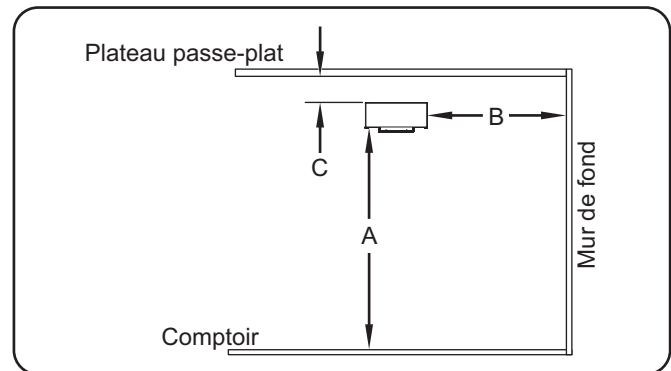 Plateau passe-plat
B
C
A
Mur de fond
Comptoir